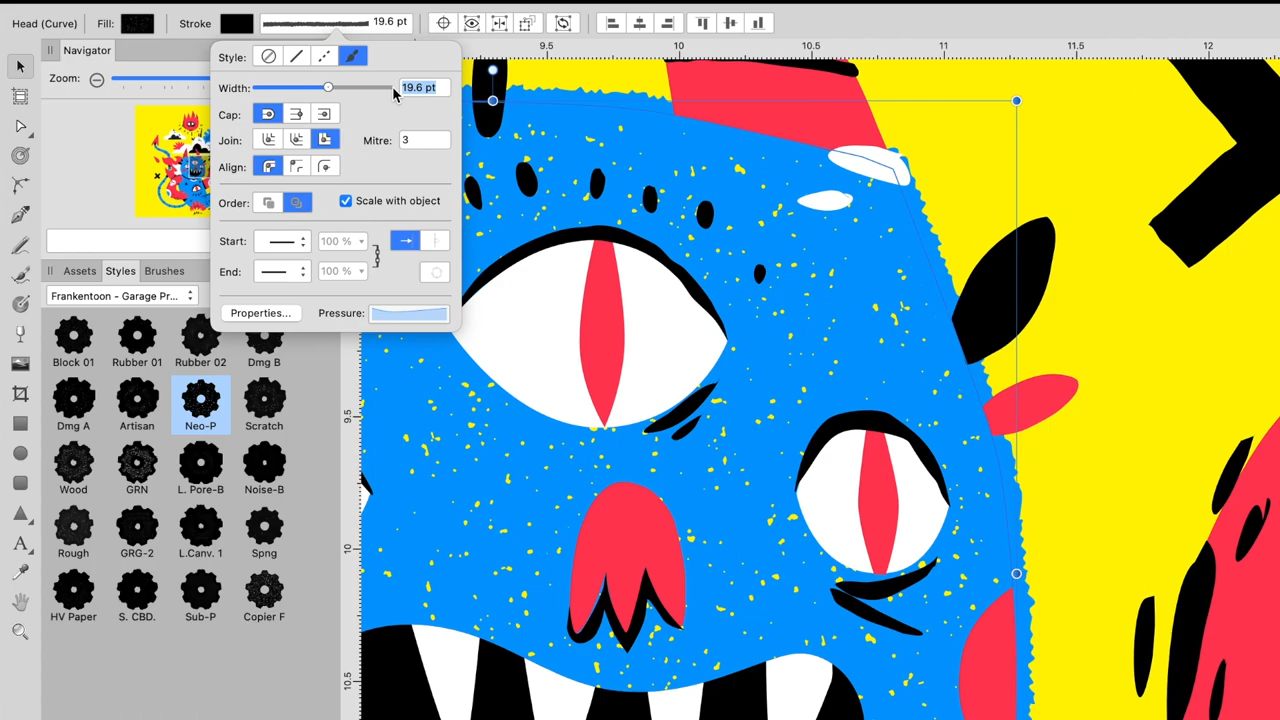 Head (Curve) Fill: Stroke 19.6 pt
Navigator
Zoom:
Style:
Width: 19.6 pt
Cap:
Join: Mitre: 3
Align:
Order: Scale with object
Start: 100 %
End: 100 %
Properties... Pressure:
Assets Styles Brushes
Frankentoon - Garage Pr...
Block 01 Rubber 01 Rubber 02 Dmg B
Dmg A Artisan Neo-P Scratch
Wood GRN L. Pore-B Noise-B
Rough GRG-2 L.Canv. 1 Spng
HV Paper S. CBD. Sub-P Copier F
9.5 10 10.5 11 11.5 12
9.5
10
10.5